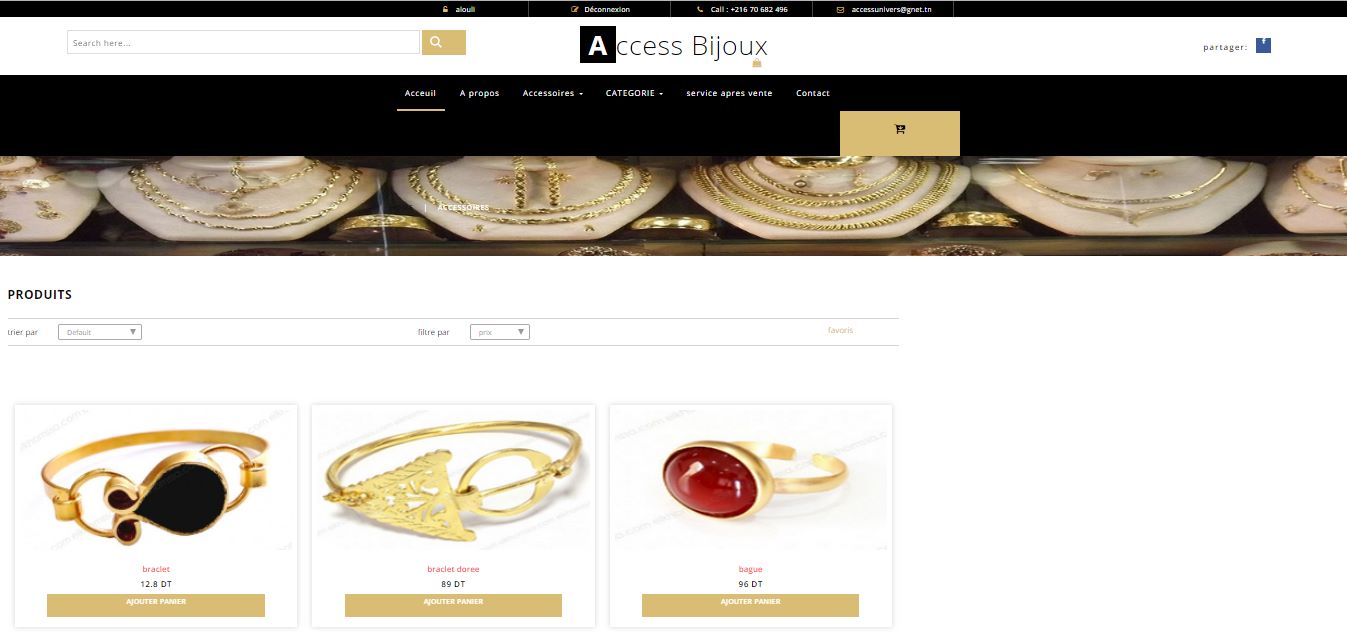 alouli
Déconnexion
Call : +216 70 682 496
accessunivers@gnet.tn
Search here...
Access Bijoux
partager:
f
Acceuil
A propos
Accessoires
CATEGORIE
service apres vente
Contact
| ACCESSOIRES
PRODUITS
trier par
Default
filtre par
prix
favoris
braclet
12.8 DT
AJOUTER PANIER
braclet doree
89 DT
AJOUTER PANIER
bague
96 DT
AJOUTER PANIER